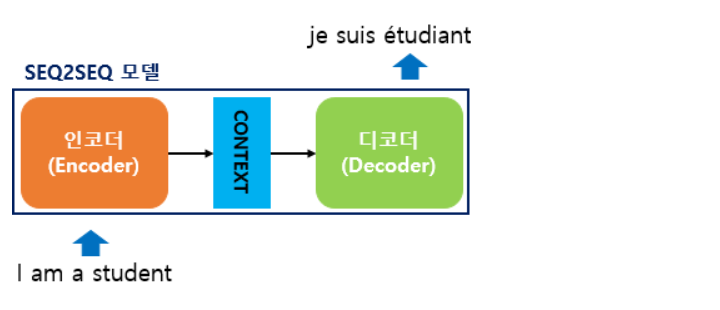 je suis étudiant
SEQ2SEQ 모델
인코더
(Encoder)
CONTEXT
디코더
(Decoder)
I am a student